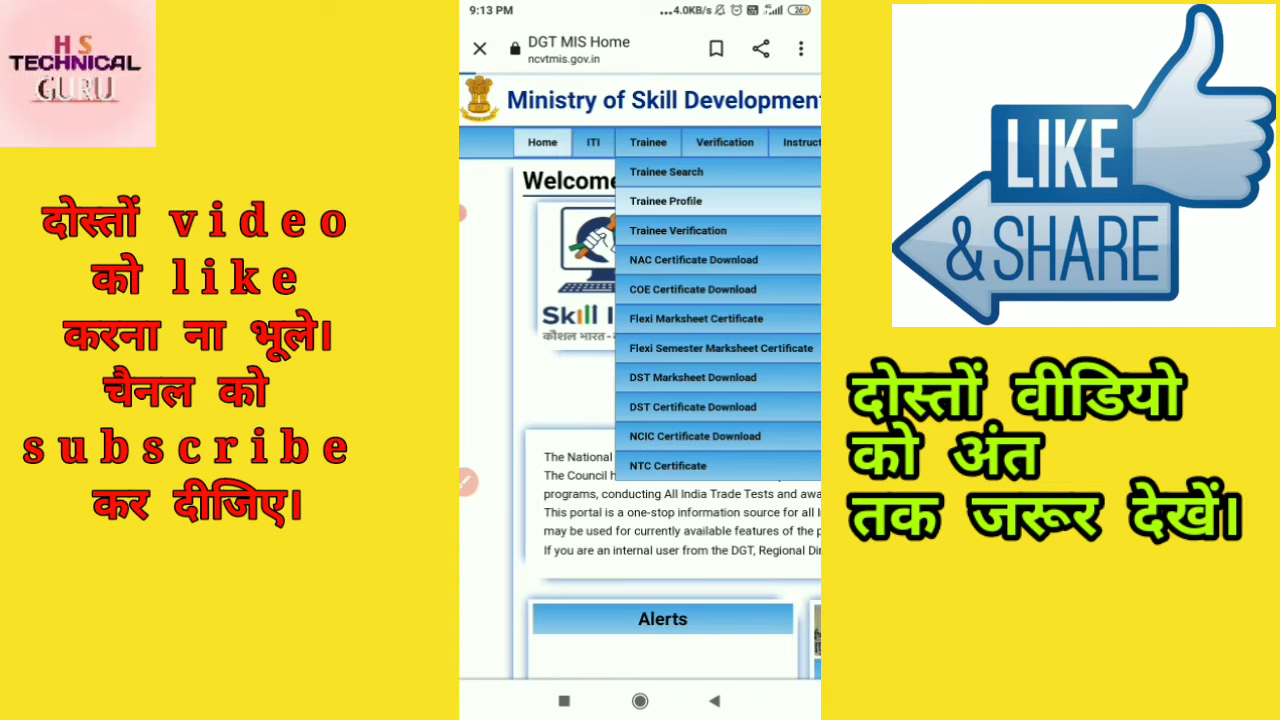 H S
TECHNICAL
GURU
दोस्तों video
को like
करना ना भूले।
चैनल को
subscribe
कर दीजिए।
9:13 PM
...4.0KB/s
26
DGT MIS Home
ncvtmis.gov.in
Ministry of Skill Development
Home ITI Trainee Verification Instruct
Trainee Search
Welcome
Trainee Profile
Trainee Verification
NAC Certificate Download
COE Certificate Download
Skill I
Flexi Marksheet Certificate
कौशल भारत-
Flexi Semester Marksheet Certificate
DST Marksheet Download
DST Certificate Download
NCIC Certificate Download
The National
NTC Certificate
The Council h
programs, conducting All India Trade Tests and awa
This portal is a one-stop information source for all I
may be used for currently available features of the p
If you are an internal user from the DGT, Regional Dir
Alerts
LIKE
& SHARE
दोस्तों वीडियो
को अंत
तक जरूर देखें।